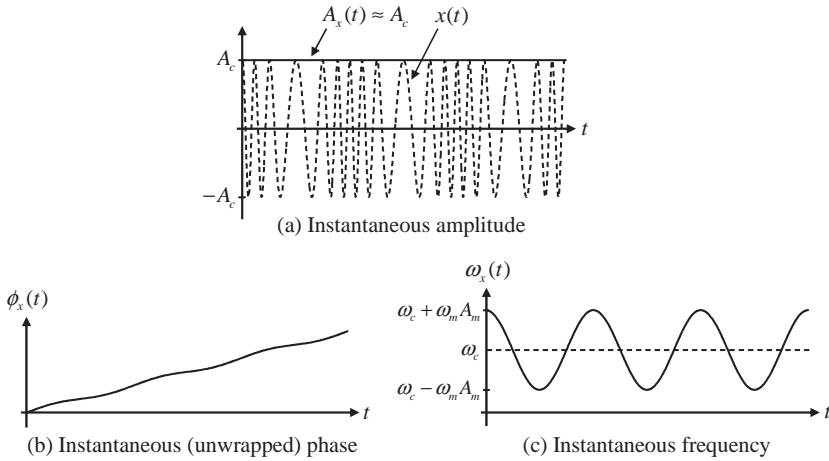 A_x(t) ≈ A_c
x(t)
A_c
t
−A_c
(a) Instantaneous amplitude
ϕ_x(t)
t
(b) Instantaneous (unwrapped) phase
ω_x(t)
ω_c + ω_m A_m
ω_c
ω_c − ω_m A_m
t
(c) Instantaneous frequency